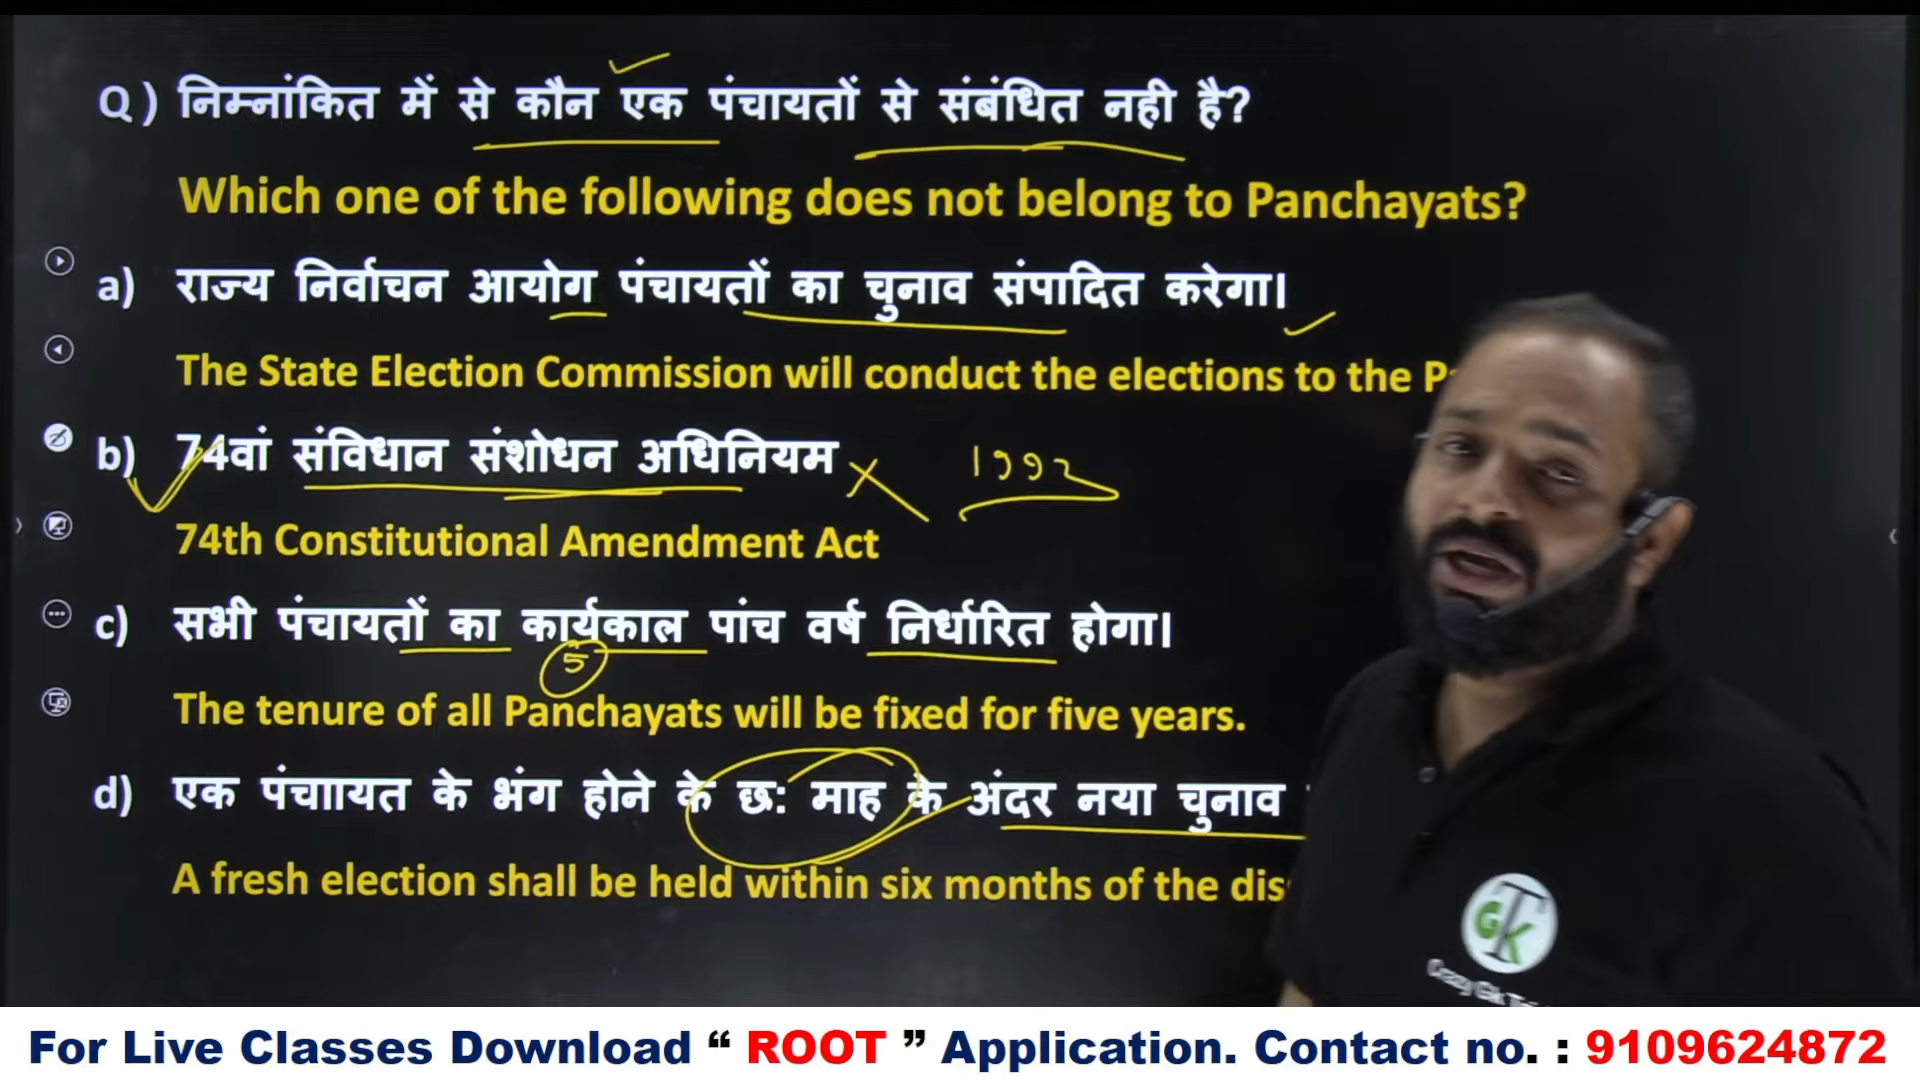 Q ) निम्नांकित में से कौन एक पंचायतों से संबंधित नही है?
Which one of the following does not belong to Panchayats?
a) राज्य निर्वाचन आयोग पंचायतों का चुनाव संपादित करेगा।
The State Election Commission will conduct the elections to the
b) 74वां संविधान संशोधन अधिनियम 1992
74th Constitutional Amendment Act
c) सभी पंचायतों का कार्यकाल पांच वर्ष निर्धारित होगा।
5
The tenure of all Panchayats will be fixed for five years.
d) एक पंचाायत के भंग होने के छ: माह के अंदर नया चुनाव
A fresh election shall be held within six months of the
GTK
Crazy Gk
For Live Classes Download “ ROOT ” Application. Contact no. : 9109624872